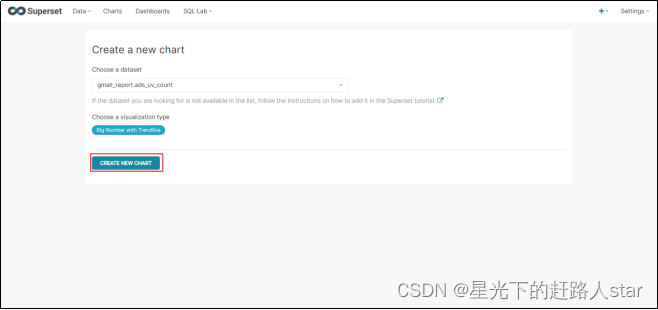 Superset Data Charts Dashboards SQL Lab + Settings
Create a new chart
Choose a dataset
gmall_report.ads_uv_count
If the dataset you are looking for is not available in the list, follow the instructions on how to add it in the Superset tutorial.
Choose a visualization type
Big Number with Trendline
CREATE NEW CHART
CSDN @星光下的赶路人star